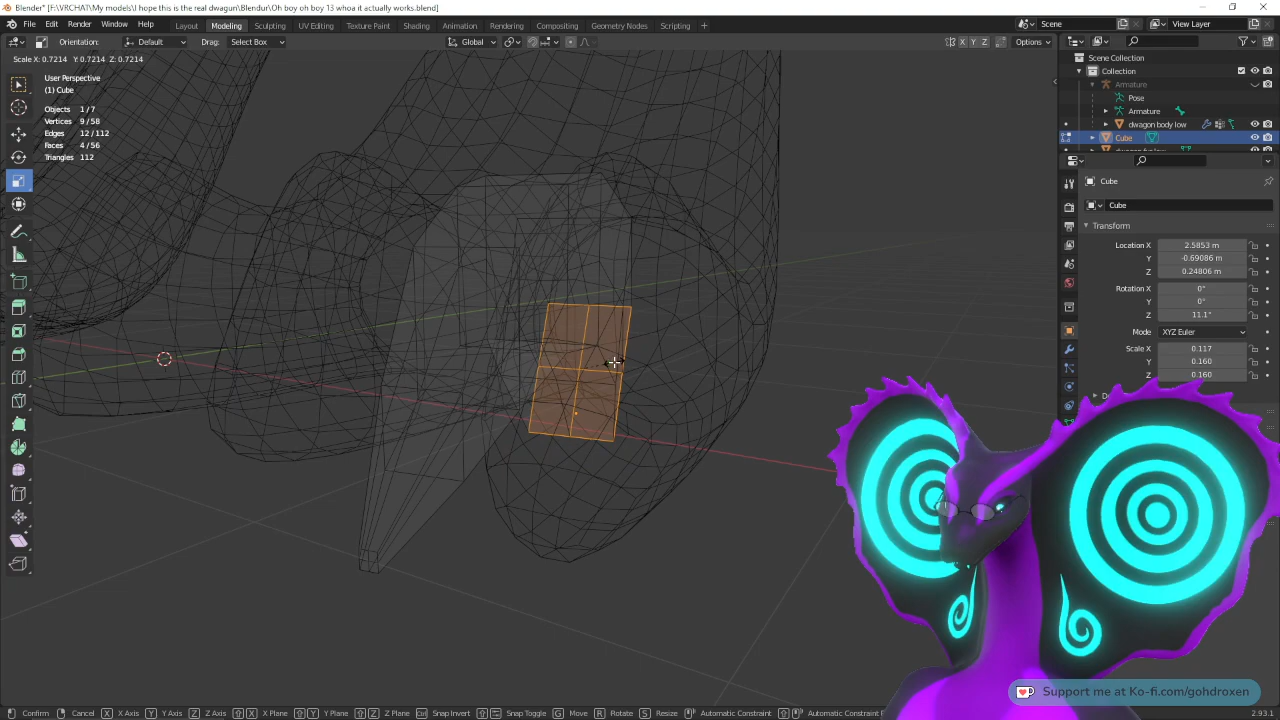 Blender* [F:\VRCHAT\My models\I hope this is the real dwagon\Blendur\Oh boy oh boy 13 whoa it actually works.blend]
File Edit Render Window Help Layout Modeling Sculpting UV Editing Texture Paint Shading Animation Rendering Compositing Geometry Nodes Scripting + Scene View Layer
Orientation: Default Drag: Select Box Global X Y Z Options
Scale X: 0.7214 Y: 0.7214 Z: 0.7214
User Perspective
(1) Cube
Objects 1/7
Vertices 9/58
Edges 12/112
Faces 4/56
Triangles 112
Scene Collection
Collection
Armature
Pose
Armature
dwagon body low
Cube
Cube
Cube
Transform
Location X 2.5853 m
Y -0.69086 m
Z 0.24806 m
Rotation X 0°
Y 0°
Z 11.1°
Mode XYZ Euler
Scale X 0.117
Y 0.160
Z 0.160
Support me at Ko-fi.com/gohdroxen
Confirm Cancel X X Axis Y Y Axis Z Z Axis X X Plane Y Y Plane Z Z Plane Ctrl Snap Invert Snap Toggle G Move R Rotate S Resize Automatic Constraint Automatic Constraint 2.93.1